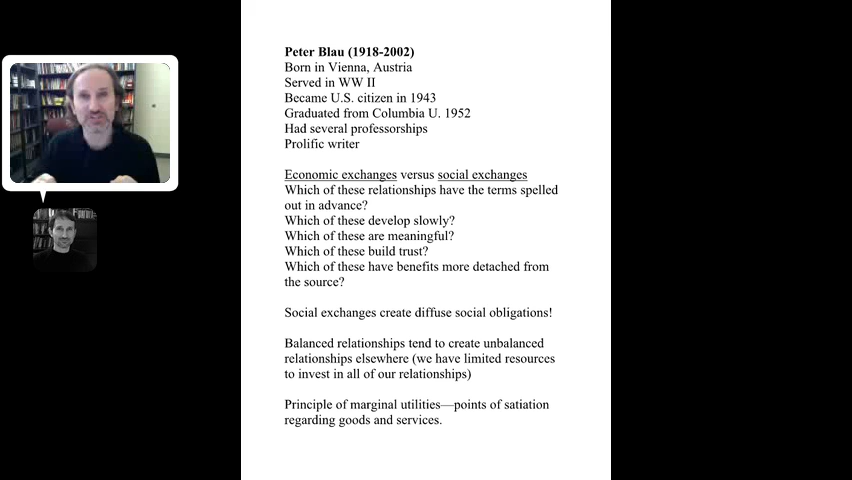 Peter Blau (1918-2002)
Born in Vienna, Austria
Served in WW II
Became U.S. citizen in 1943
Graduated from Columbia U. 1952
Had several professorships
Prolific writer
Economic exchanges versus social exchanges
Which of these relationships have the terms spelled
out in advance?
Which of these develop slowly?
Which of these are meaningful?
Which of these build trust?
Which of these have benefits more detached from
the source?
Social exchanges create diffuse social obligations!
Balanced relationships tend to create unbalanced
relationships elsewhere (we have limited resources
to invest in all of our relationships)
Principle of marginal utilities—points of satiation
regarding goods and services.